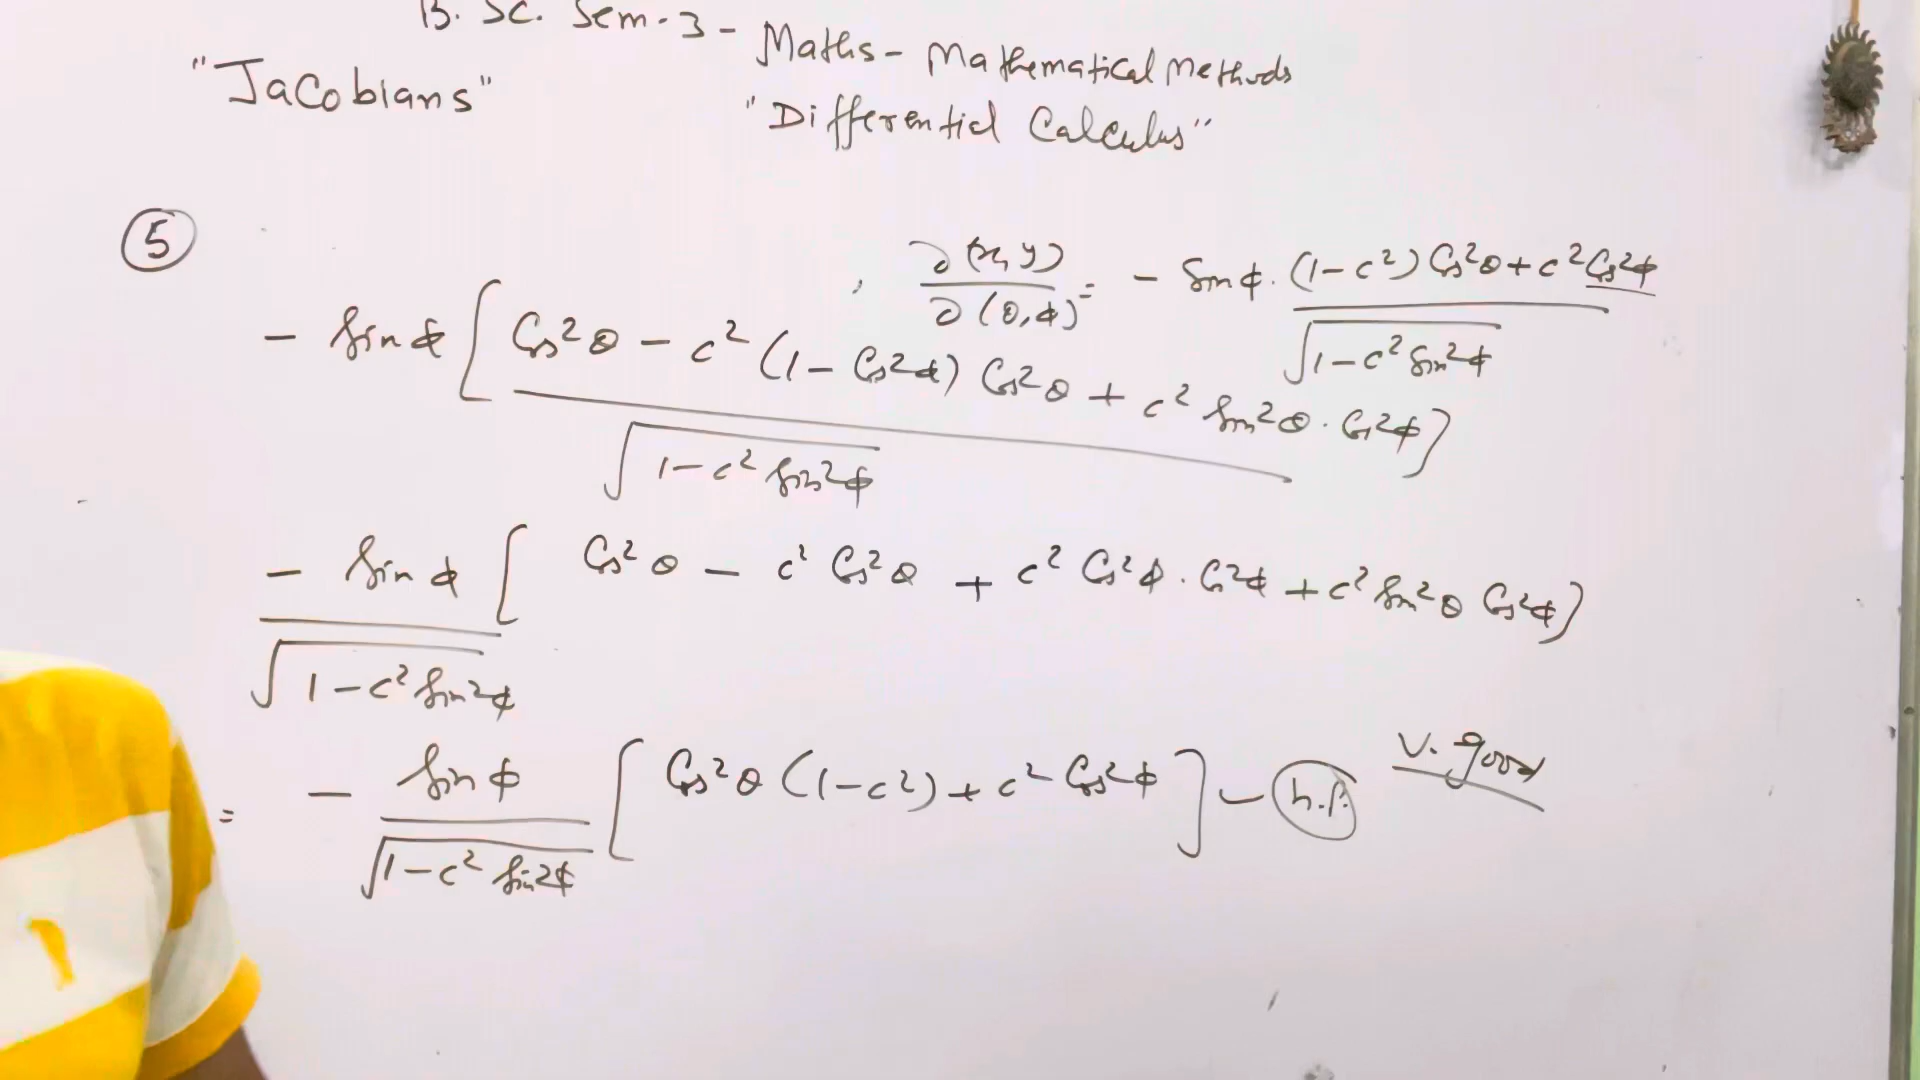 B. Sc. Sem-3 - Maths - Mathematical Methods
"Jacobians"
"Differential Calculus"
5
∂(x, y) / ∂(θ, φ) = - Sin φ . (1-c²) Cos²θ + c² Cos²φ / √1-c² Sin²φ
- Sin φ [ Cos²θ - c² (1 - Cos²φ) Cos²θ + c² Sin²θ . Cos²φ ]
√1-c² Sin²φ
- Sin φ [ Cos²θ - c² Cos²θ + c² Cos²φ . Cos²φ + c² Sin²θ Cos²φ ]
√1-c² Sin²φ
= - Sin φ [ Cos²θ (1-c²) + c² Cos²φ ] - h.p. V. good
√1-c² Sin²φ